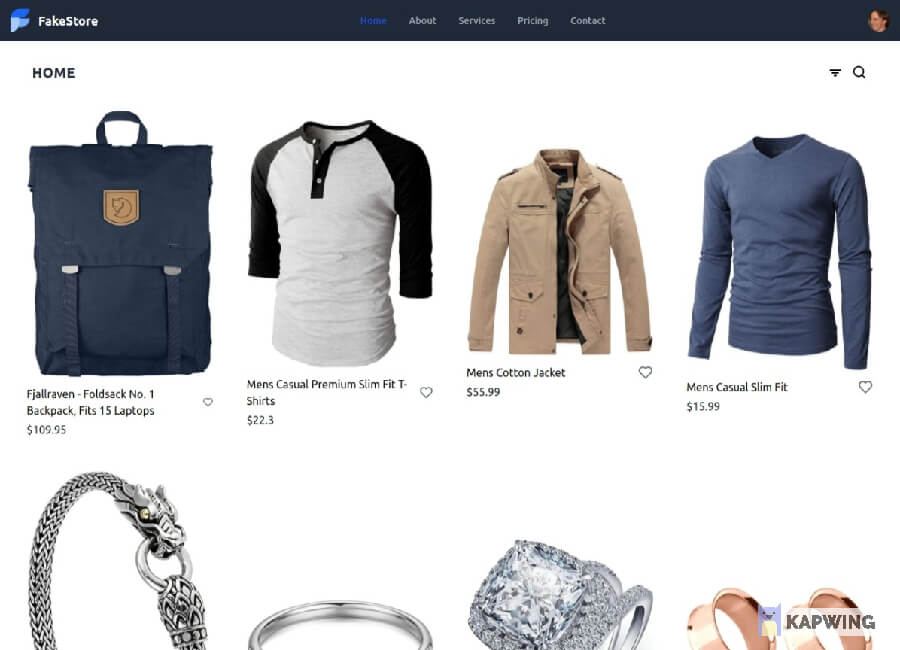 FakeStore
Home About Services Pricing Contact
HOME
Fjallraven - Foldsack No. 1
Backpack, Fits 15 Laptops
$109.95
Mens Casual Premium Slim Fit T-
Shirts
$22.3
Mens Cotton Jacket
$55.99
Mens Casual Slim Fit
$15.99
KAPWING